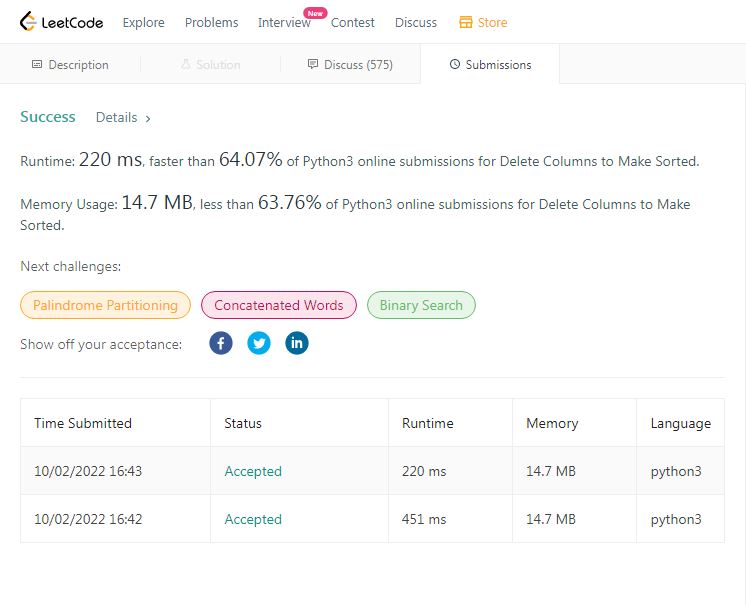 LeetCode Explore Problems Interview New Contest Discuss Store
Description Solution Discuss (575) Submissions
Success Details >
Runtime: 220 ms, faster than 64.07% of Python3 online submissions for Delete Columns to Make Sorted.
Memory Usage: 14.7 MB, less than 63.76% of Python3 online submissions for Delete Columns to Make
Sorted.
Next challenges:
Palindrome Partitioning Concatenated Words Binary Search
Show off your acceptance: f in
Time Submitted Status Runtime Memory Language
10/02/2022 16:43 Accepted 220 ms 14.7 MB python3
10/02/2022 16:42 Accepted 451 ms 14.7 MB python3